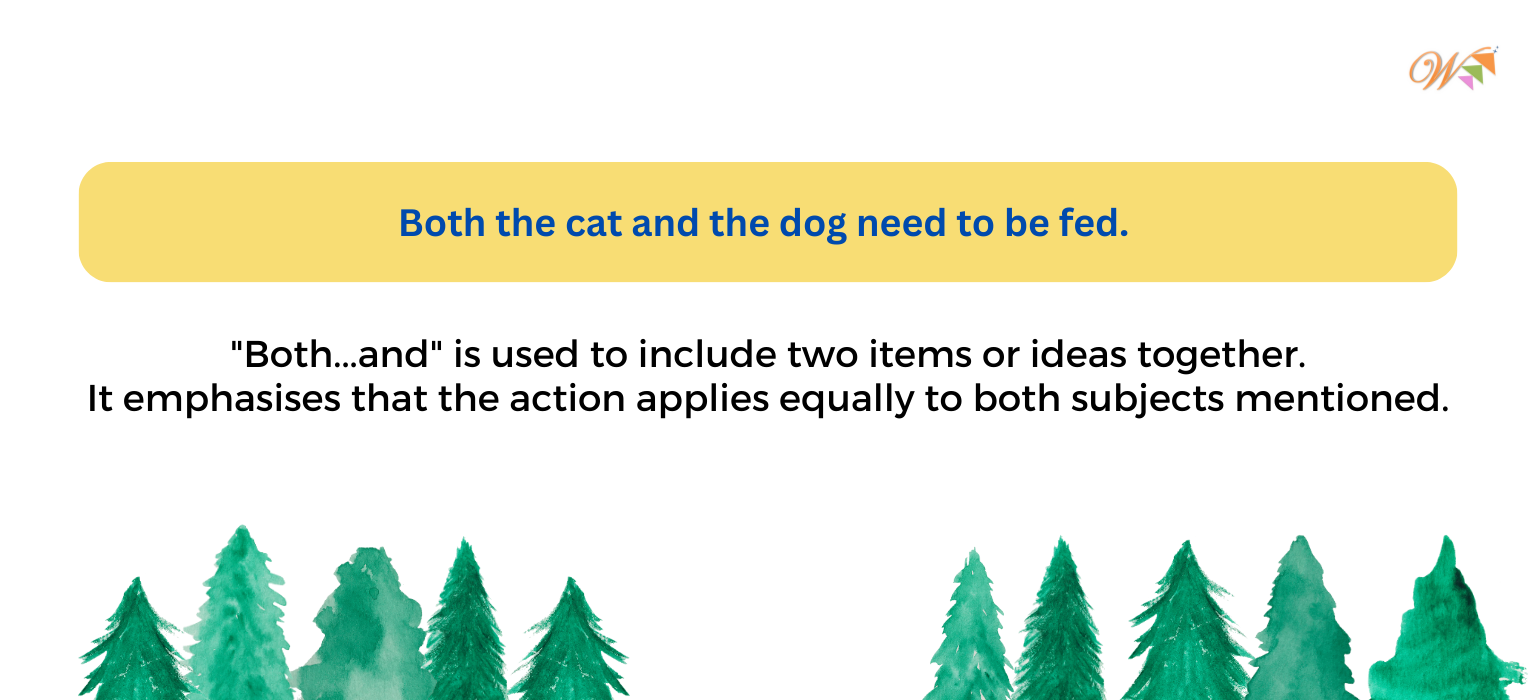 W
Both the cat and the dog need to be fed.
"Both...and" is used to include two items or ideas together.
It emphasises that the action applies equally to both subjects mentioned.